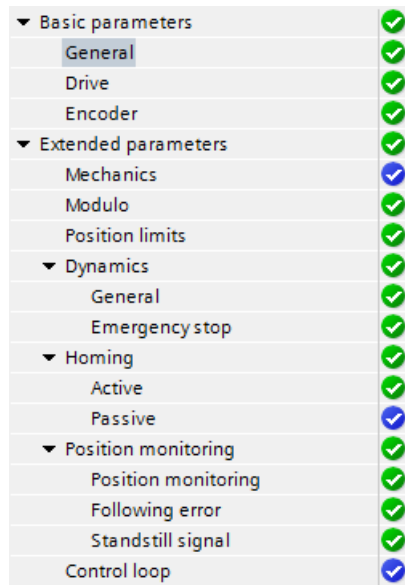 Basic parameters
General
Drive
Encoder
Extended parameters
Mechanics
Modulo
Position limits
Dynamics
General
Emergency stop
Homing
Active
Passive
Position monitoring
Position monitoring
Following error
Standstill signal
Control loop